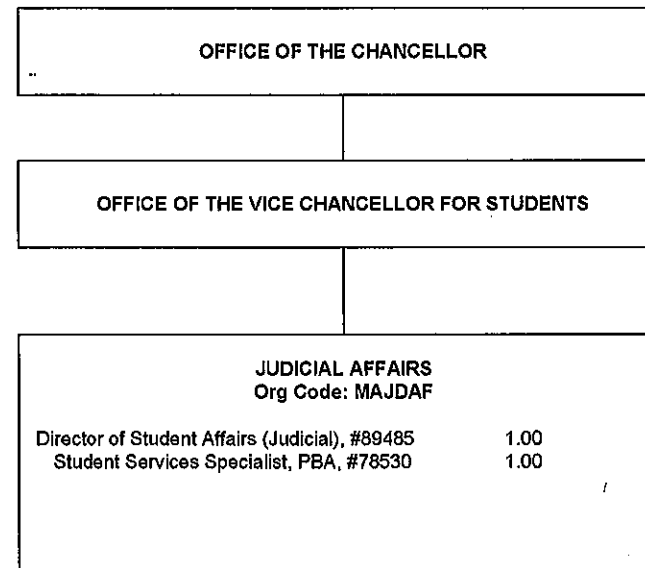 OFFICE OF THE CHANCELLOR
OFFICE OF THE VICE CHANCELLOR FOR STUDENTS
JUDICIAL AFFAIRS
Org Code: MAJDAF
Director of Student Affairs (Judicial), #89485 1.00
Student Services Specialist, PBA, #78530 1.00